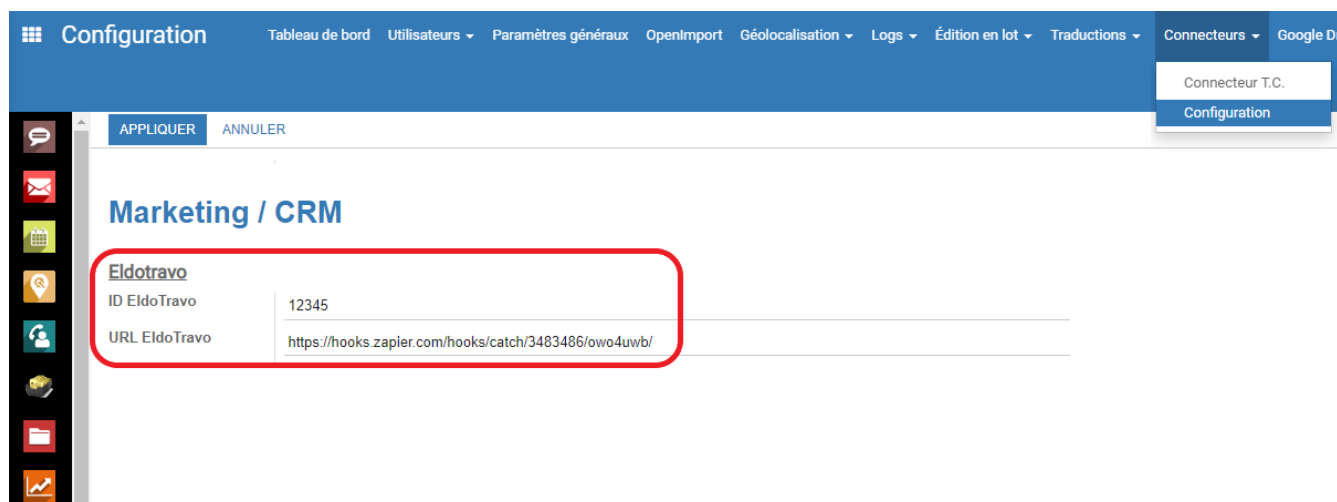 Configuration Tableau de bord Utilisateurs Paramètres généraux OpenImport Géolocalisation Logs Édition en lot Traductions Connecteurs Google
Connecteur T.C.
Configuration
APPLIQUER ANNULER
Marketing / CRM
Eldotravo
ID EldoTravo 12345
URL EldoTravo https://hooks.zapier.com/hooks/catch/3483486/owo4uwb/